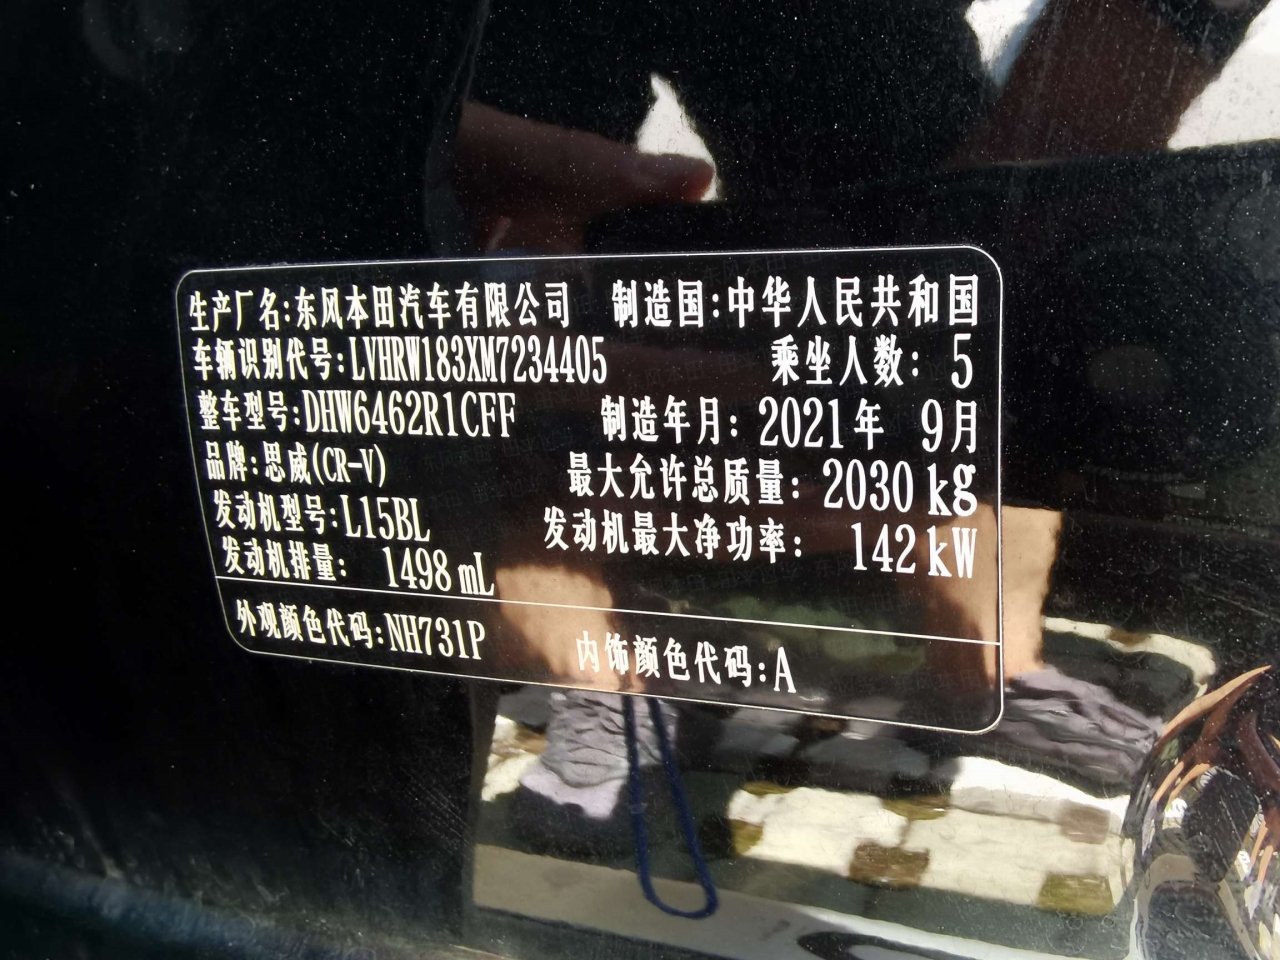 生产厂名:东风本田汽车有限公司 制造国:中华人民共和国
车辆识别代号:LVHRW183XM7234405 乘坐人数: 5
整车型号:DHW6462R1CFF 制造年月: 2021年 9月
品牌:思威(CR-V) 最大允许总质量: 2030 kg
发动机型号:L15BL 发动机最大净功率: 142 kW
发动机排量: 1498 mL
外观颜色代码:NH731P 内饰颜色代码:A